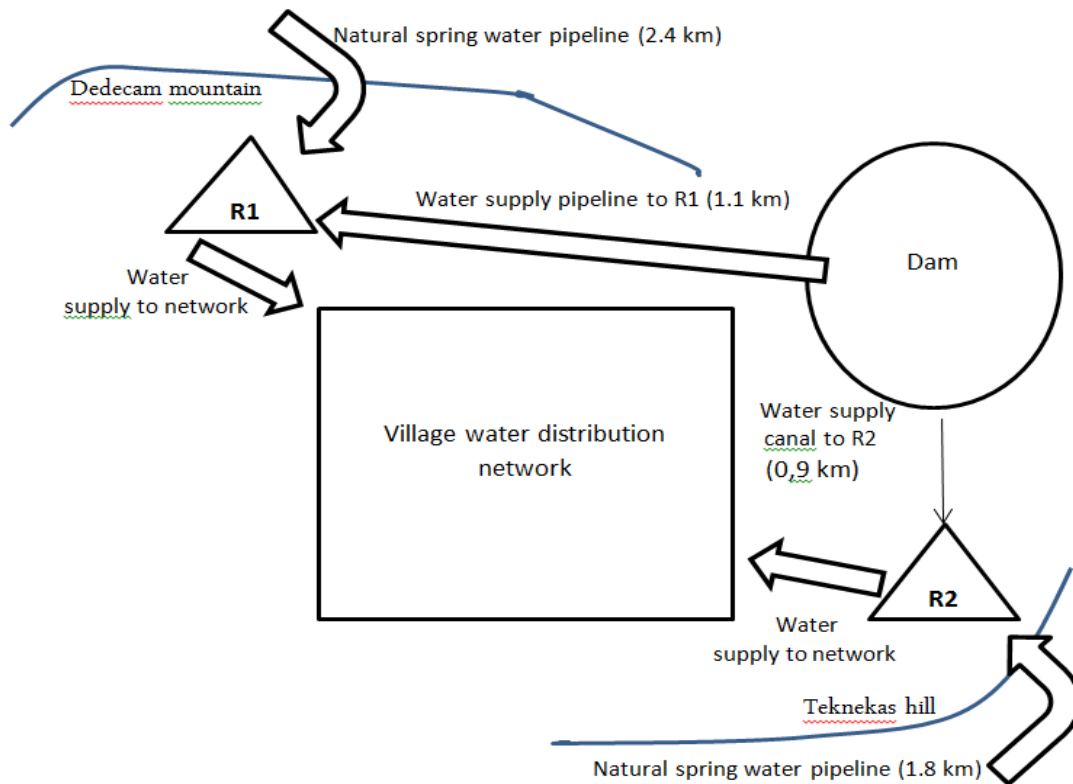 Natural spring water pipeline (2.4 km)
Dedecam mountain
R1
Water supply pipeline to R1 (1.1 km)
Dam
Water
supply to network
Village water distribution
network
Water supply
canal to R2
(0,9 km)
R2
Water
supply to network
Teknekas hill
Natural spring water pipeline (1.8 km)